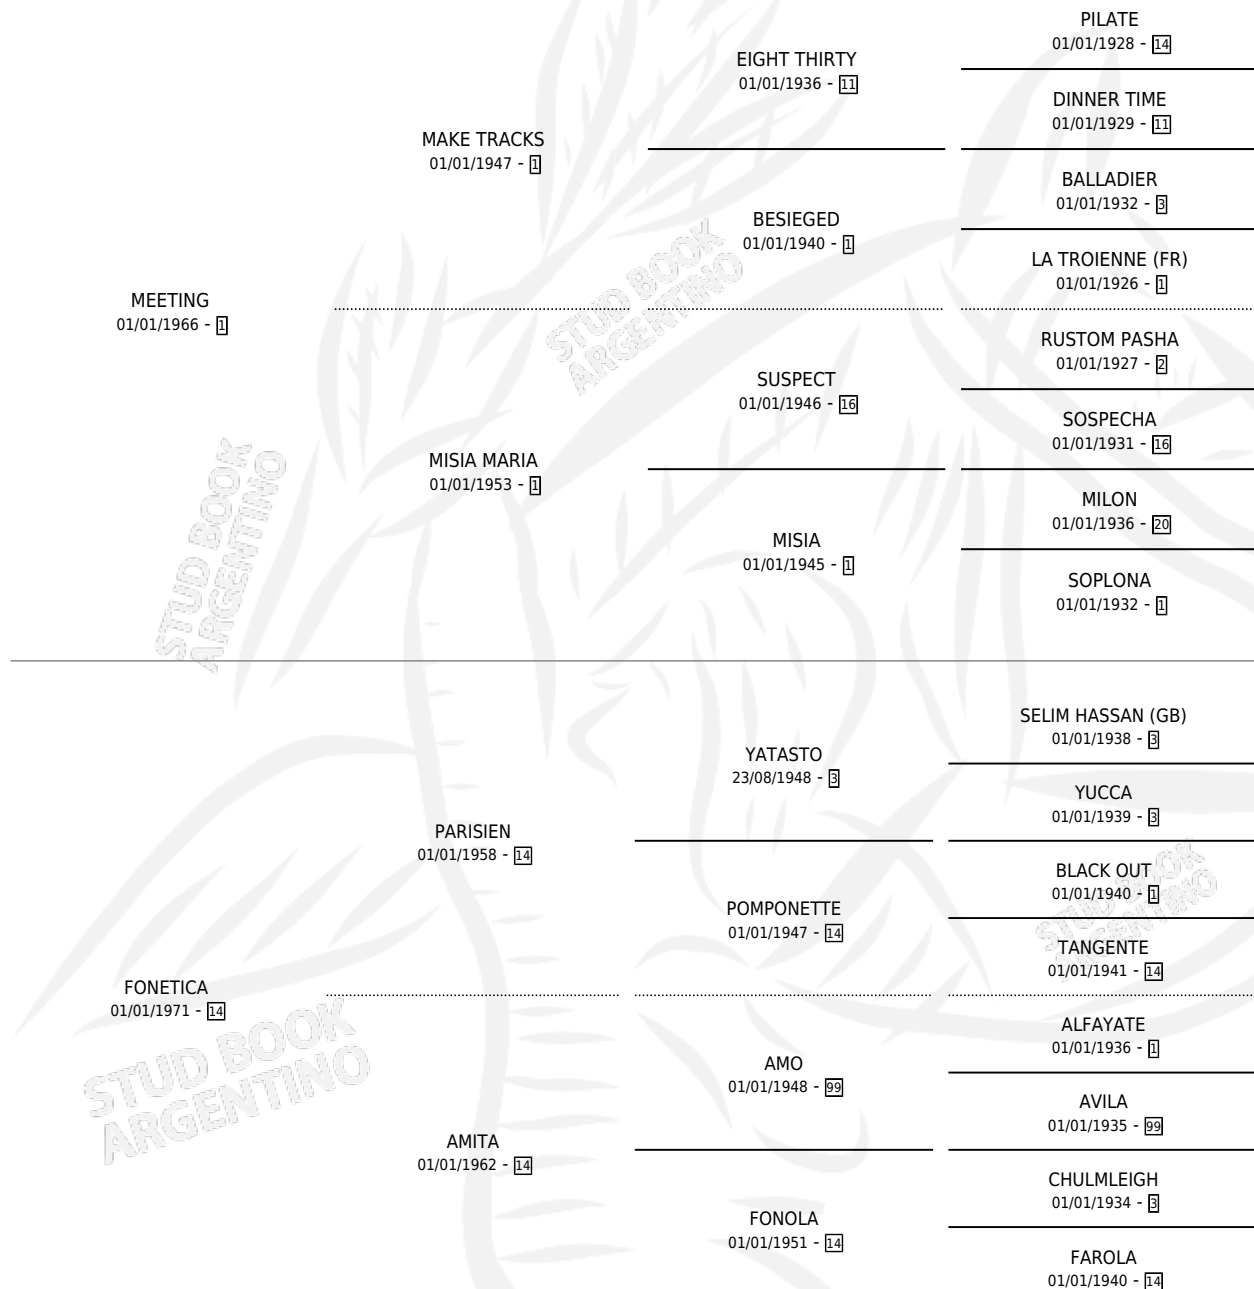 PILATE
01/01/1928 - 14
EIGHT THIRTY
01/01/1936 - 11
DINNER TIME
01/01/1929 - 11
MAKE TRACKS
01/01/1947 - 1
BALLADIER
01/01/1932 - 3
BESIEGED
01/01/1940 - 1
LA TROIENNE (FR)
01/01/1926 - 1
MEETING
01/01/1966 - 1
STUD BOOK
ARGENTINO
RUSTOM PASHA
01/01/1927 - 2
SUSPECT
01/01/1946 - 16
SOSPECHA
01/01/1931 - 16
MISIA MARIA
01/01/1953 - 1
MILON
01/01/1936 - 20
MISIA
01/01/1945 - 1
SOPLONA
01/01/1932 - 1
STUD BOOK
ARGENTINO
SELIM HASSAN (GB)
01/01/1938 - 3
YATASTO
23/08/1948 - 3
YUCCA
01/01/1939 - 3
PARISIEN
01/01/1958 - 14
BLACK OUT
01/01/1940 - 1
POMPONETTE
01/01/1947 - 14
STUD BOOK
ARGENTINO
TANGENTE
01/01/1941 - 14
FONETICA
01/01/1971 - 14
STUD BOOK
ARGENTINO
ALFAYATE
01/01/1936 - 1
AMO
01/01/1948 - 99
AVILA
01/01/1935 - 99
AMITA
01/01/1962 - 14
CHULMLEIGH
01/01/1934 - 3
FONOLA
01/01/1951 - 14
FAROLA
01/01/1940 - 14